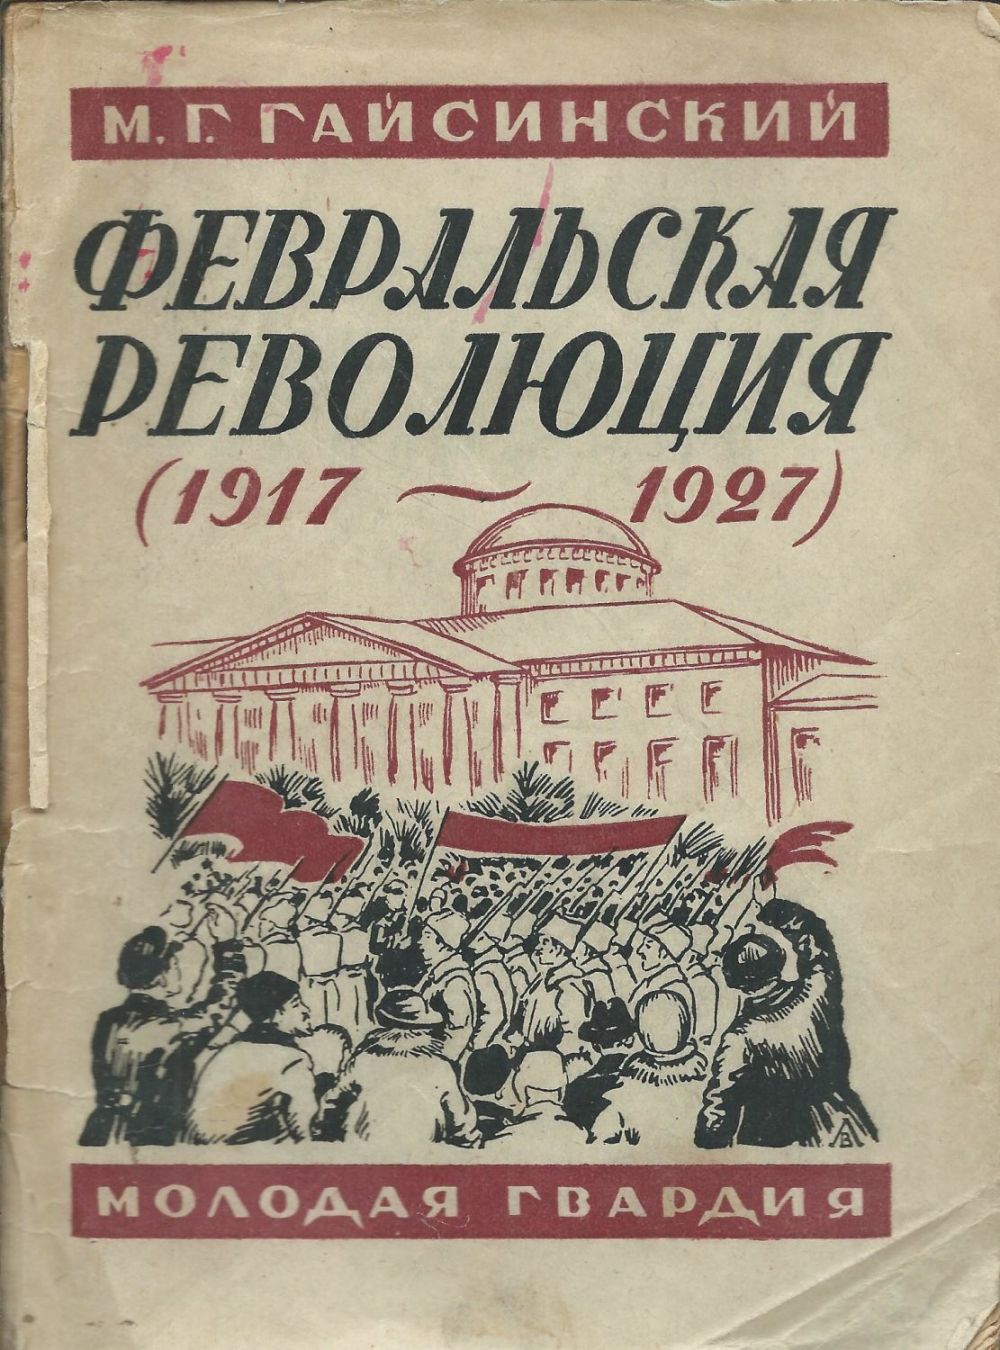 М. Г. ГАЙСИНСКИЙ
ФЕВРАЛЬСКАЯ
РЕВОЛЮЦИЯ
(1917 ~ 1927)
МОЛОДАЯ ГВАРДИЯ